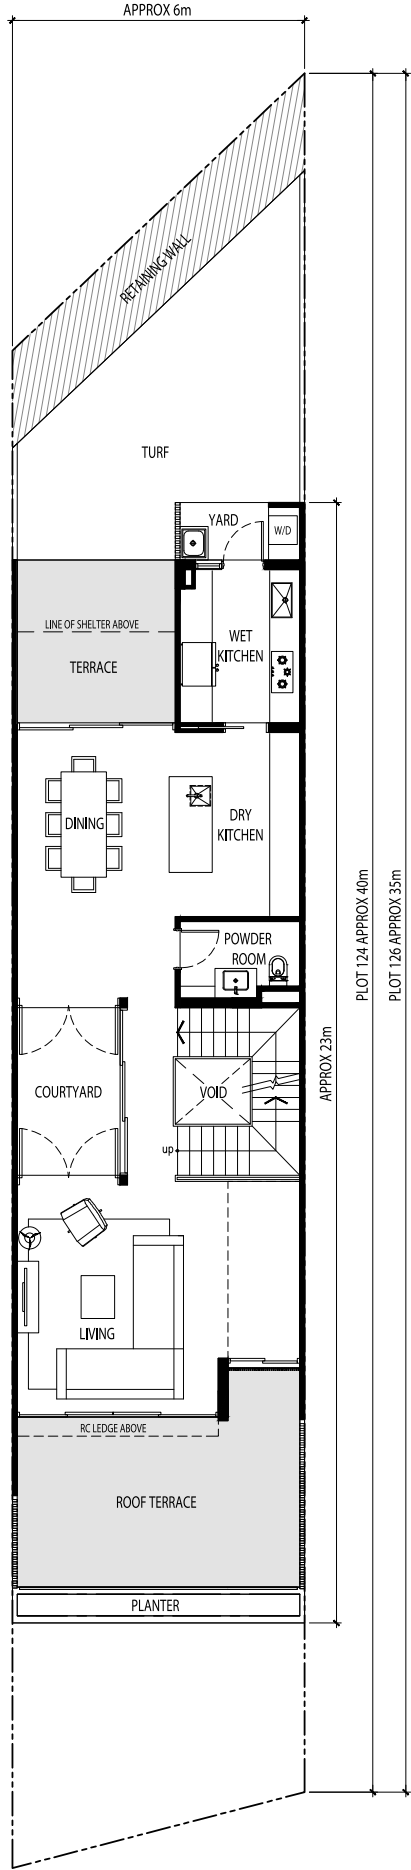 APPROX 6m
RETAINING WALL
TURF
YARD
W/D
LINE OF SHELTER ABOVE
TERRACE
WET
KITCHEN
DINING
DRY
KITCHEN
POWDER
ROOM
COURTYARD
VOID
up
LIVING
RC LEDGE ABOVE
ROOF TERRACE
PLANTER
APPROX 23m
PLOT 124 APPROX 40m
PLOT 126 APPROX 35m